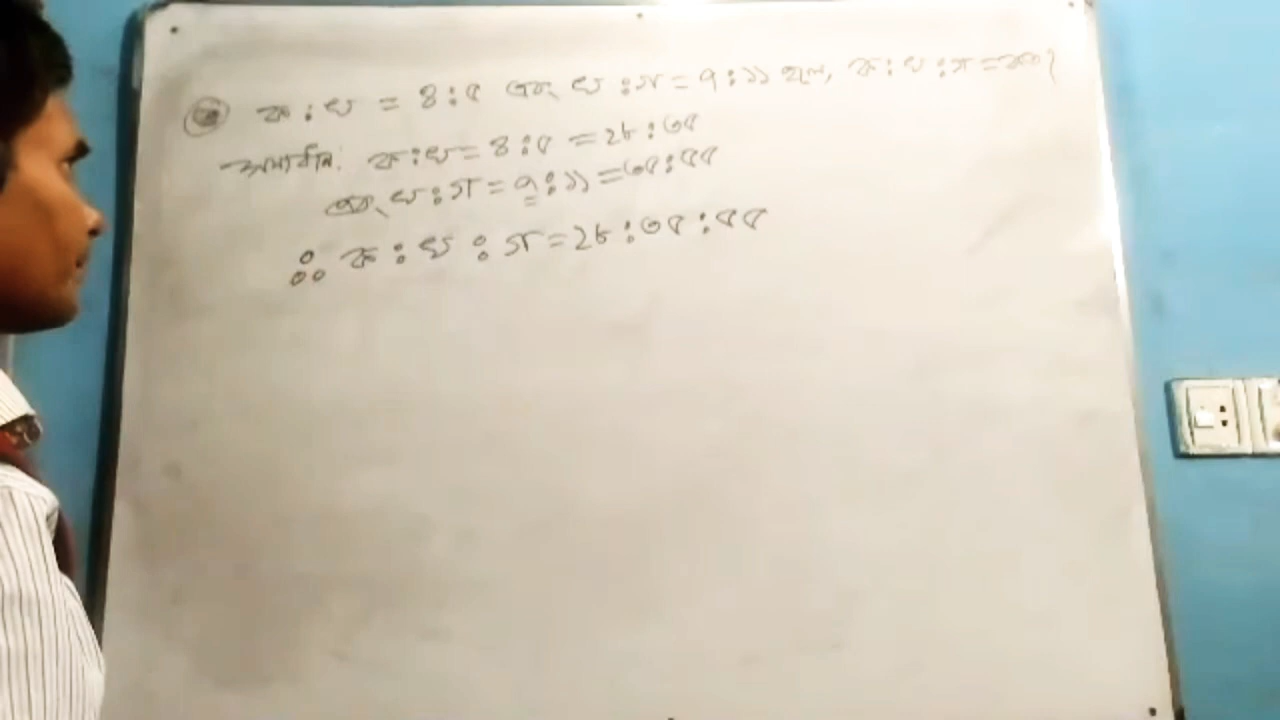 ক : খ = ৪ : ৫ এবং খ : গ = ৭ : ১১ হলে, ক : খ : গ = কত?
সমাধান: ক : খ = ৪ : ৫ = ২৮ : ৩৫
এবং খ : গ = ৭ : ১১ = ৩৫ : ৫৫
∴ ক : খ : গ = ২৮ : ৩৫ : ৫৫